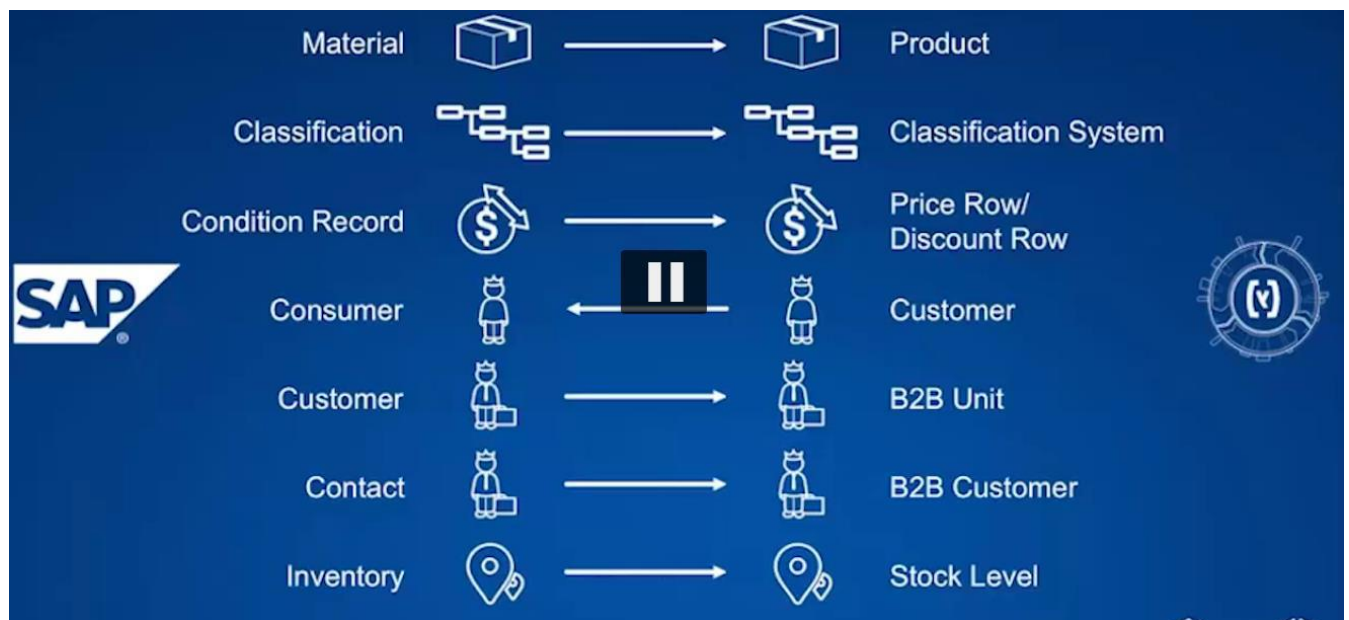 Material
Product
Classification
Classification System
Condition Record
Price Row/
Discount Row
SAP®
Consumer
Customer
Customer
B2B Unit
Contact
B2B Customer
Inventory
Stock Level